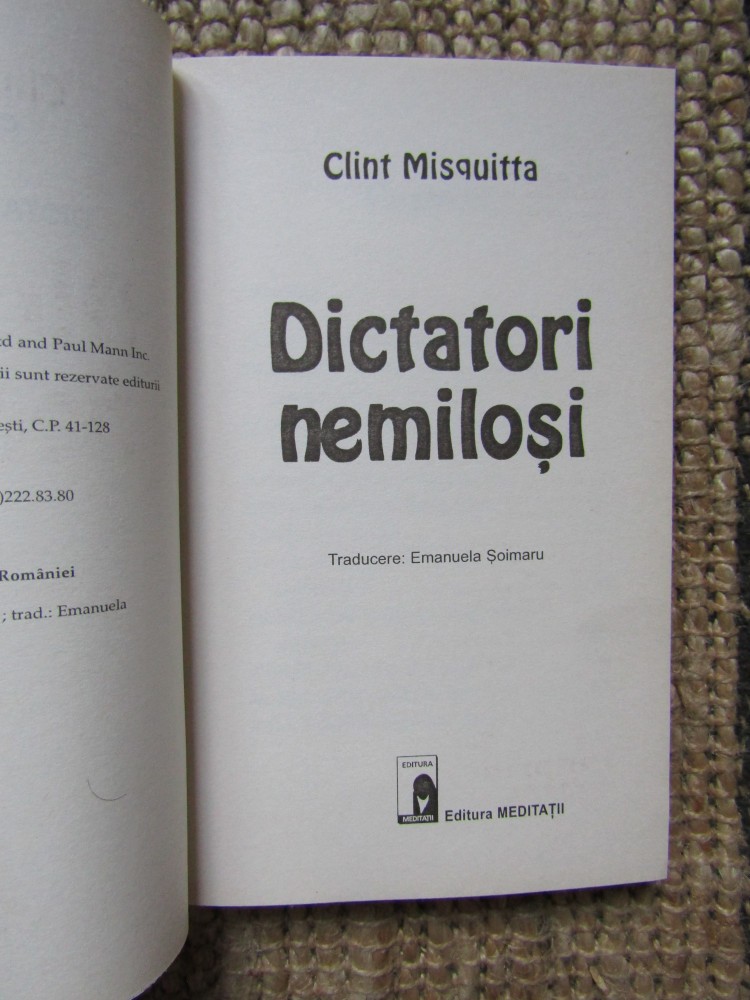 d and Paul Mann Inc.
ii sunt rezervate editurii
ești, C.P. 41-128
)222.83.80
României
; trad.: Emanuela
Clint Misquitta
Dictatori
nemiloși
Traducere: Emanuela Șoimaru
EDITURA
MEDITAȚII
Editura MEDITAȚII